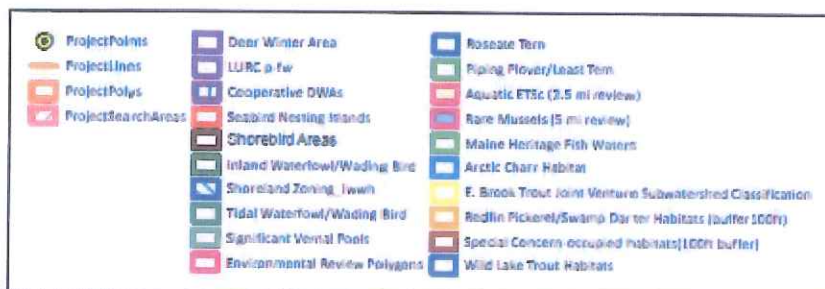 ProjectPoints
ProjectLines
ProjectPolys
ProjectSearchAreas
Deer Winter Area
LURC p-fw
Cooperative DWAs
Seabird Nesting Islands
Shorebird Areas
Inland Waterfowl/Wading Bird
Shoreland Zoning_Iwwh
Tidal Waterfowl/Wading Bird
Significant Vernal Pools
Environmental Review Polygons
Roseate Tern
Piping Plover/Least Tern
Aquatic ETSc (2.5 mi review)
Rare Mussels (5 mi review)
Maine Heritage Fish Waters
Arctic Charr Habitat
E. Brook Trout Joint Venture Subwatershed Classification
Redfin Pickerel/Swamp Darter Habitats (buffer100ft)
Special Concern-occupied habitats(100ft buffer)
Wild Lake Trout Habitats